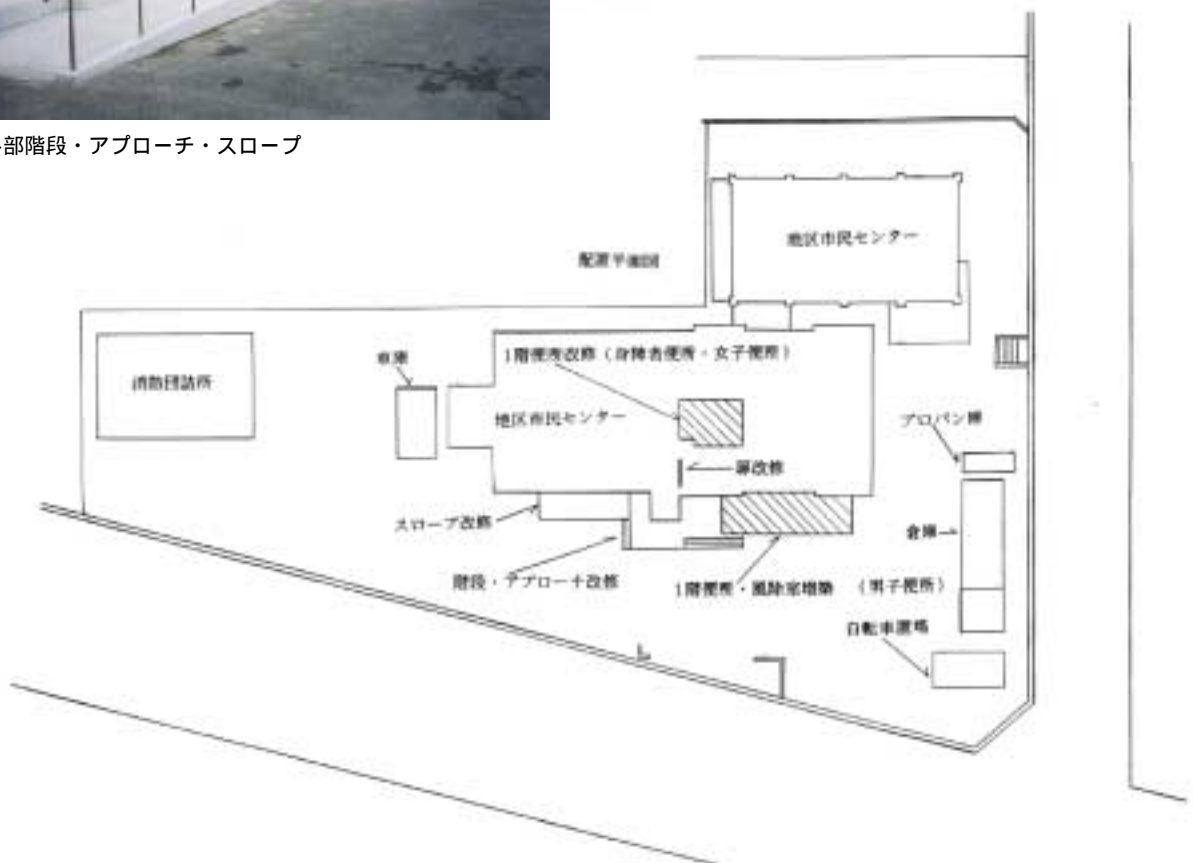 部階段・アプローチ・スロープ
地区市民センター
配置平面図
車庫
1階便所改修(身障者便所・女子便所)
消防団詰所
地区市民センター
プロパン庫
扉改修
スロープ改修
倉庫
階段・アプローチ改修
1階便所・風除室増築 (男子便所)
自転車置場